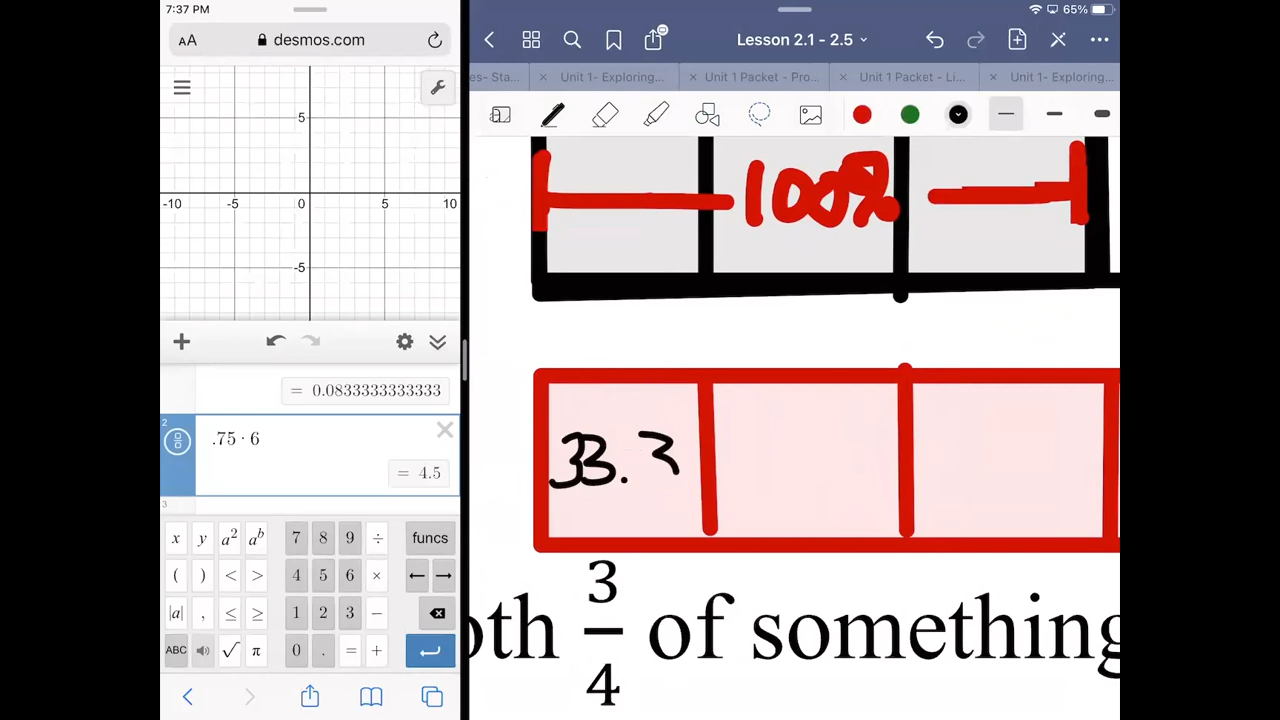 7:37 PM
65%
AA desmos.com
Lesson 2.1 - 2.5
es- Sta...
× Unit 1- Exploring...
× Unit 1 Packet - Pro...
× Unit 1 Packet - Li...
× Unit 1- Exploring...
5
-10 -5 0 5 10
-5
100%
= 0.0833333333333
2
.75 · 6
= 4.5
3
33. 3
x y a² aᵇ 7 8 9 ÷ funcs
( ) < > 4 5 6 × ← →
|a| , ≤ ≥ 1 2 3 −
ABC √ π 0 . = +
oth 3/4 of something